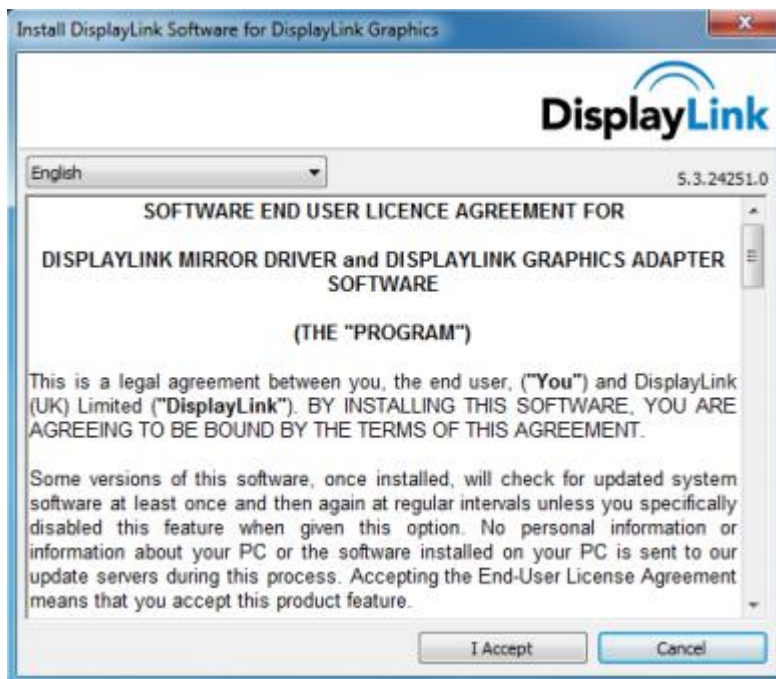 Install DisplayLink Software for DisplayLink Graphics
DisplayLink
English
5.3.24251.0
SOFTWARE END USER LICENCE AGREEMENT FOR
DISPLAYLINK MIRROR DRIVER and DISPLAYLINK GRAPHICS ADAPTER
SOFTWARE
(THE "PROGRAM")
This is a legal agreement between you, the end user, ("You") and DisplayLink
(UK) Limited ("DisplayLink"). BY INSTALLING THIS SOFTWARE, YOU ARE
AGREEING TO BE BOUND BY THE TERMS OF THIS AGREEMENT.
Some versions of this software, once installed, will check for updated system
software at least once and then again at regular intervals unless you specifically
disabled this feature when given this option. No personal information or
information about your PC or the software installed on your PC is sent to our
update servers during this process. Accepting the End-User License Agreement
means that you accept this product feature.
I Accept
Cancel